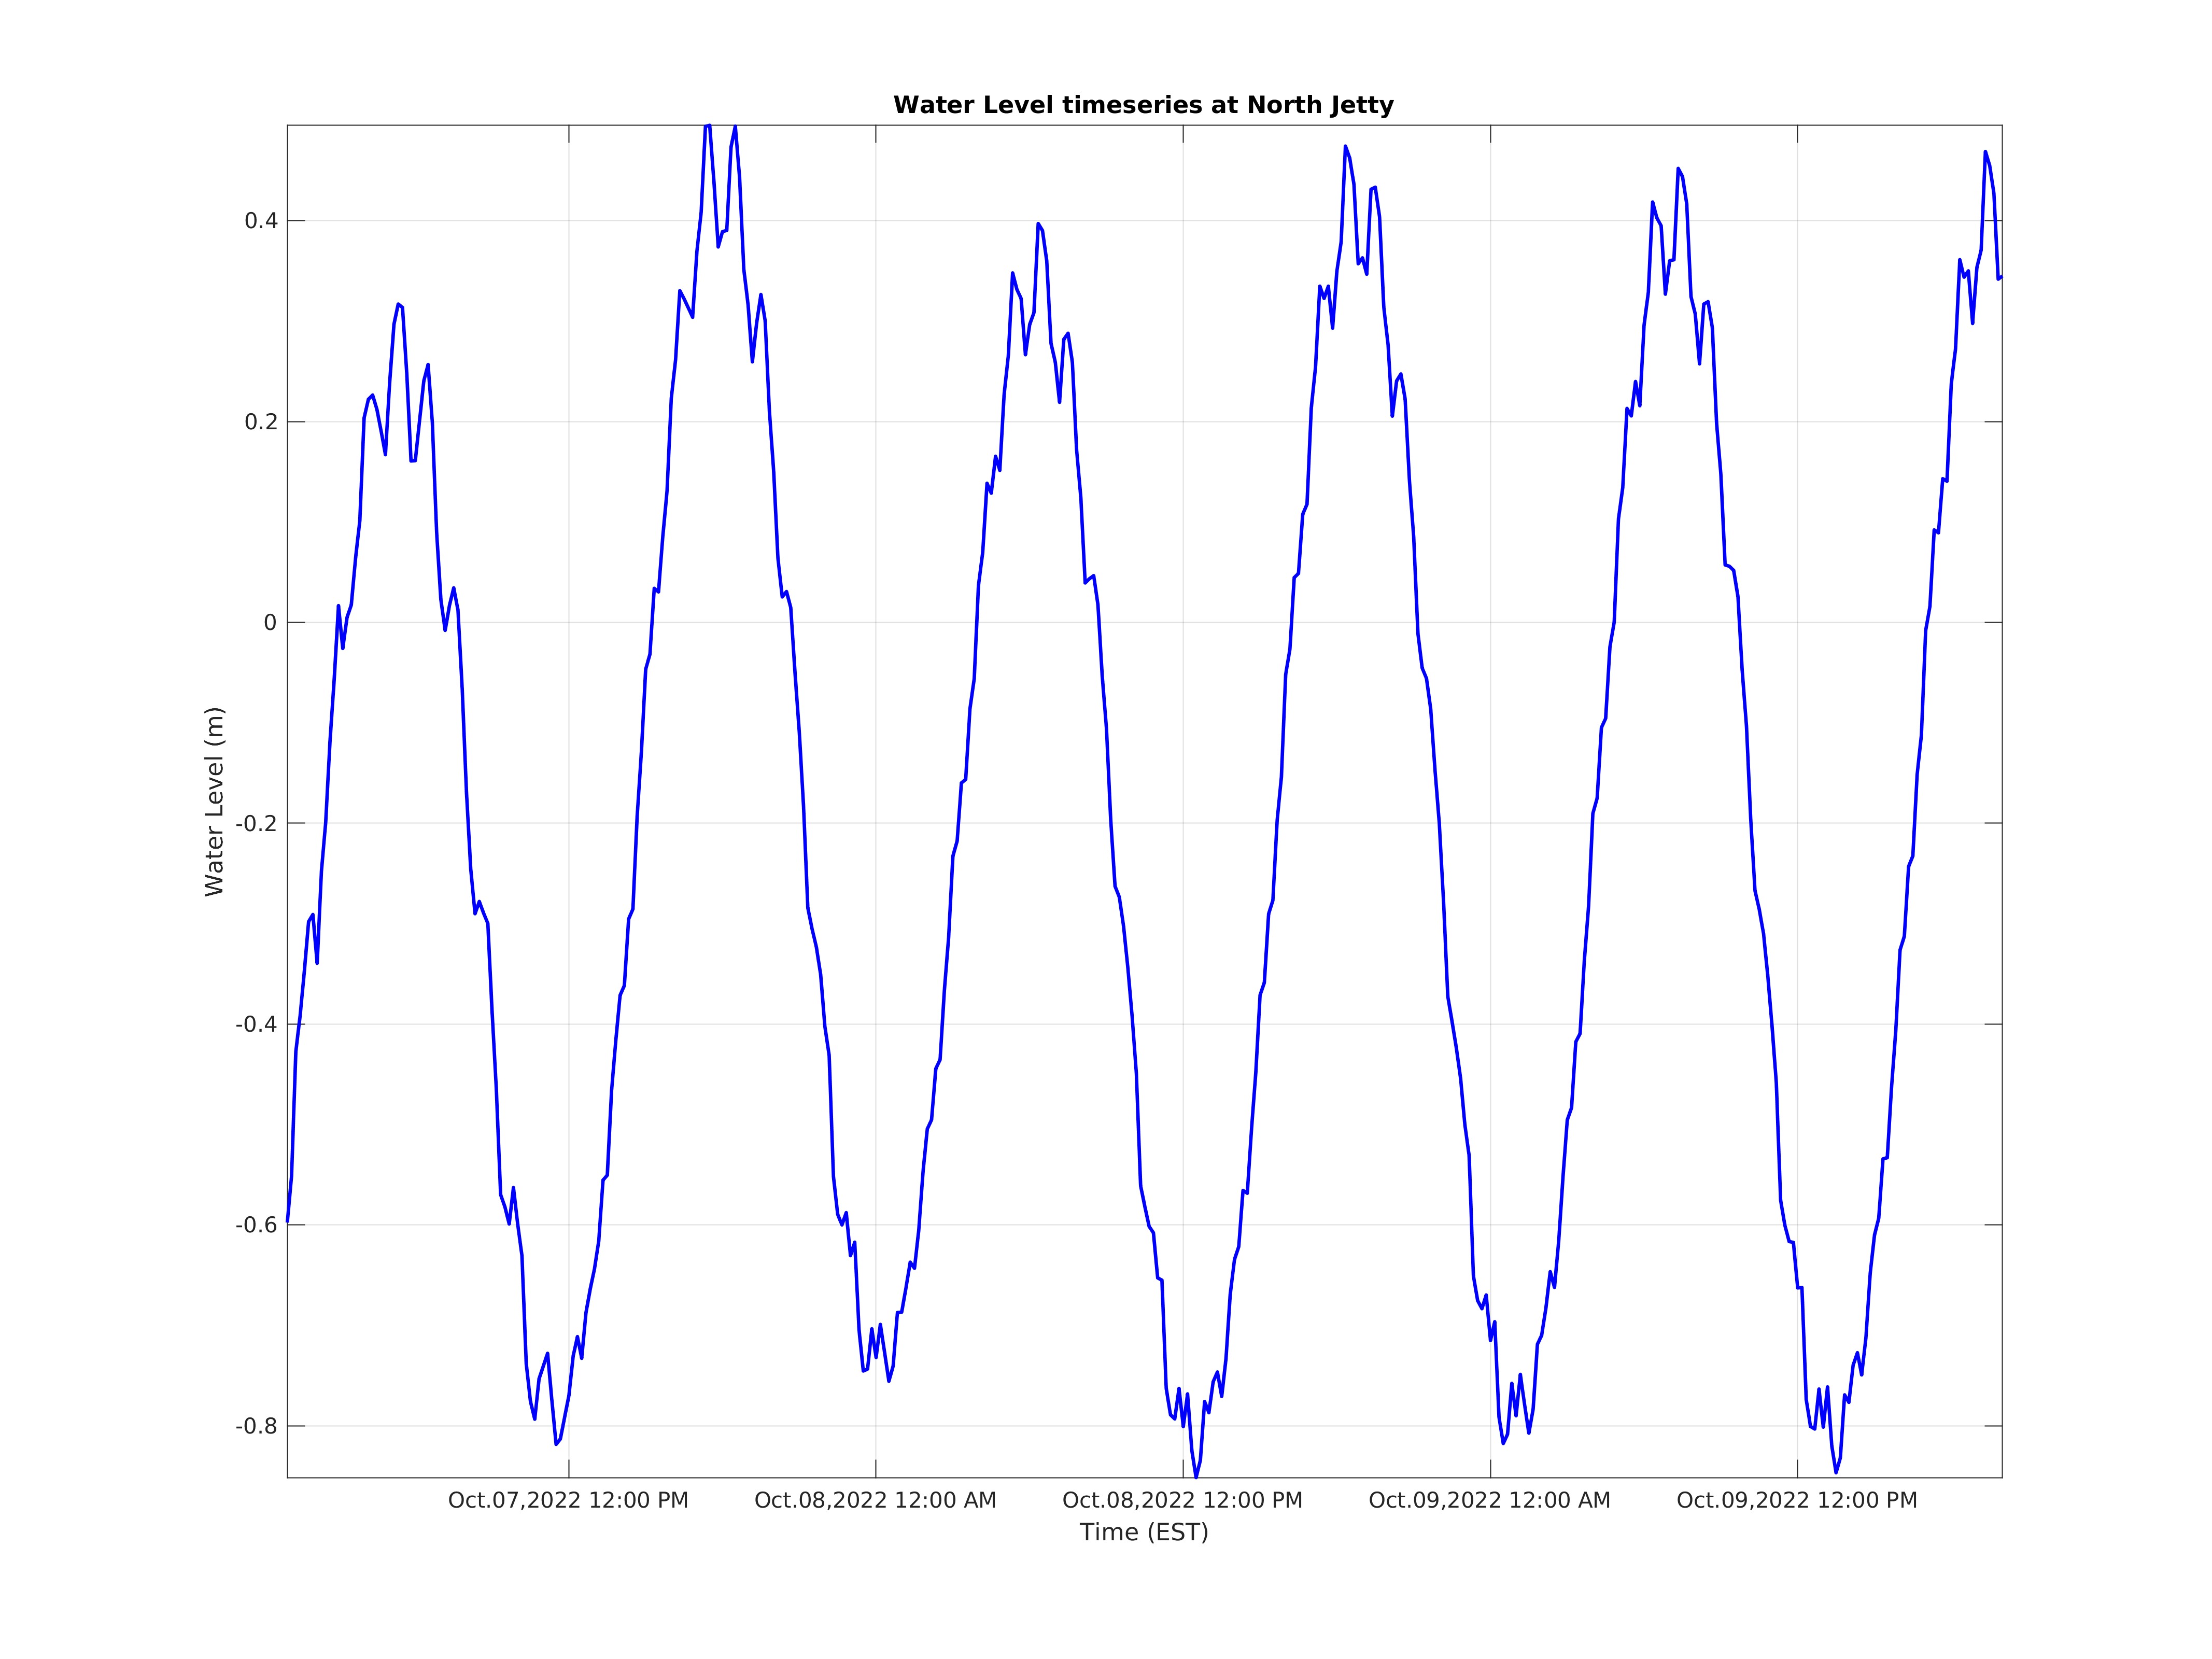 Water Level timeseries at North Jetty
0.4
0.2
0
-0.2
-0.4
-0.6
-0.8
Water Level (m)
Oct.07,2022 12:00 PM
Oct.08,2022 12:00 AM
Oct.08,2022 12:00 PM
Oct.09,2022 12:00 AM
Oct.09,2022 12:00 PM
Time (EST)